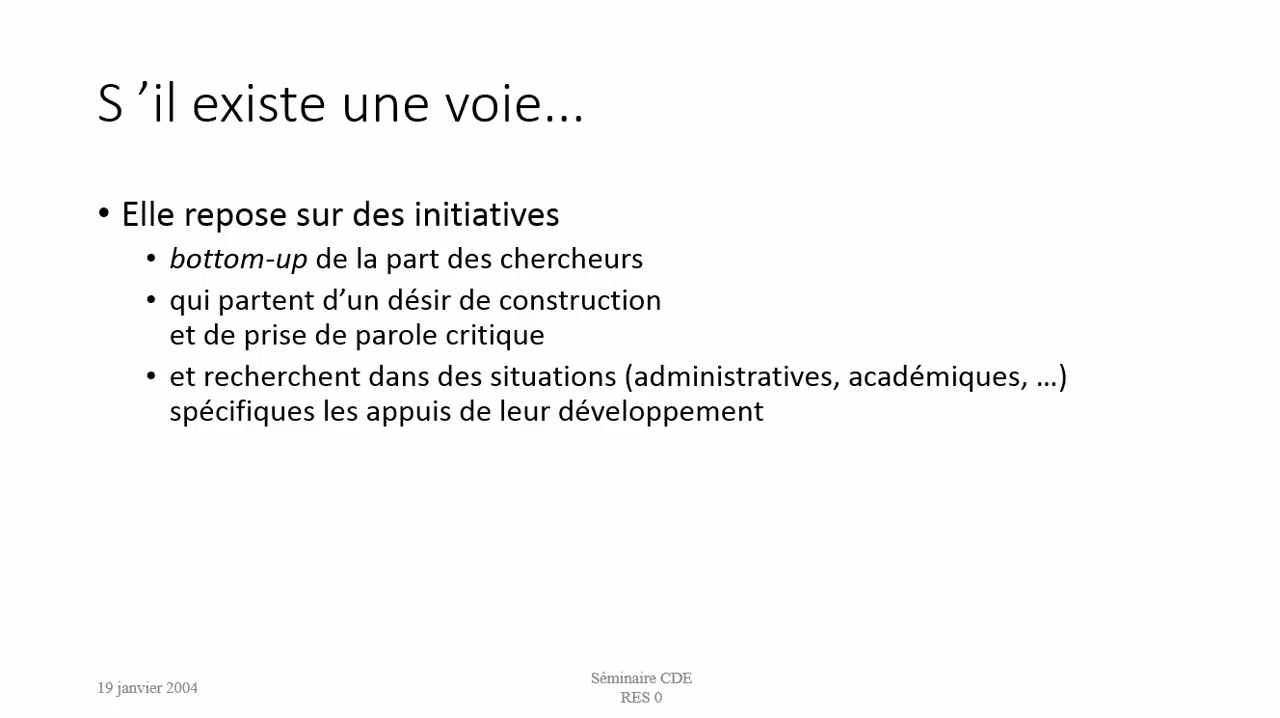 S ’il existe une voie...
• Elle repose sur des initiatives
• bottom-up de la part des chercheurs
• qui partent d’un désir de construction
et de prise de parole critique
• et recherchent dans des situations (administratives, académiques, …)
spécifiques les appuis de leur développement
19 janvier 2004
Séminaire CDE
RES 0